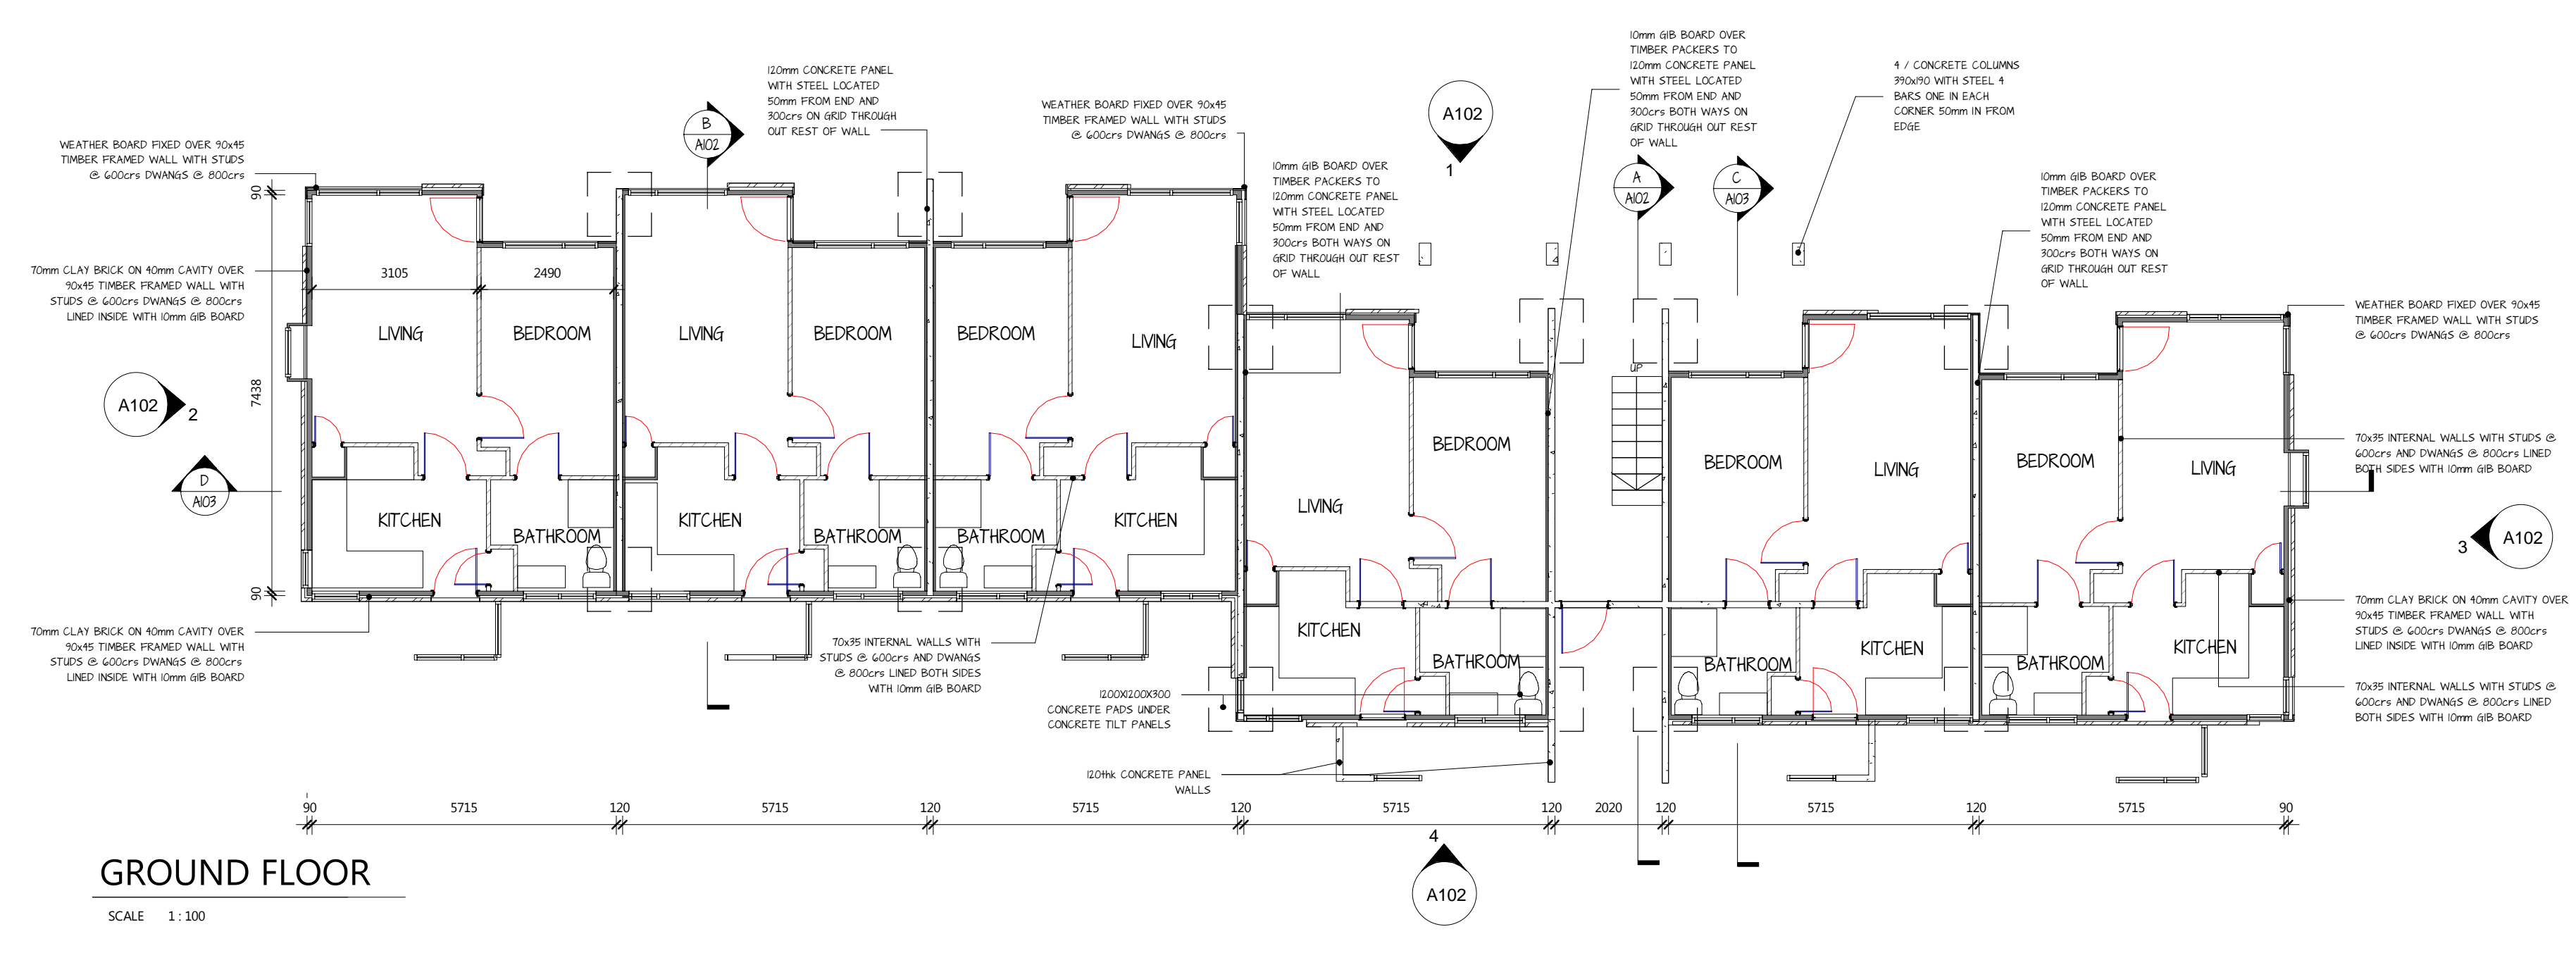 120mm CONCRETE PANEL
WITH STEEL LOCATED
50mm FROM END AND
300crs ON GRID THROUGH
OUT REST OF WALL
10mm GIB BOARD OVER
TIMBER PACKERS TO
120mm CONCRETE PANEL
WITH STEEL LOCATED
50mm FROM END AND
300crs BOTH WAYS ON
GRID THROUGH OUT REST
OF WALL
4 / CONCRETE COLUMNS
390x190 WITH STEEL 4
BARS ONE IN EACH
CORNER 50mm IN FROM
EDGE
WEATHER BOARD FIXED OVER 90x45
TIMBER FRAMED WALL WITH STUDS
@ 600crs DWANGS @ 800crs
B
A102
WEATHER BOARD FIXED OVER 90x45
TIMBER FRAMED WALL WITH STUDS
@ 600crs DWANGS @ 800crs
A102
1
10mm GIB BOARD OVER
TIMBER PACKERS TO
120mm CONCRETE PANEL
WITH STEEL LOCATED
50mm FROM END AND
300crs BOTH WAYS ON
GRID THROUGH OUT REST
OF WALL
A
A102
C
A103
10mm GIB BOARD OVER
TIMBER PACKERS TO
120mm CONCRETE PANEL
WITH STEEL LOCATED
50mm FROM END AND
300crs BOTH WAYS ON
GRID THROUGH OUT REST
OF WALL
90
70mm CLAY BRICK ON 40mm CAVITY OVER
90x45 TIMBER FRAMED WALL WITH
STUDS @ 600crs DWANGS @ 800crs
LINED INSIDE WITH 10mm GIB BOARD
3105
2490
WEATHER BOARD FIXED OVER 90x45
TIMBER FRAMED WALL WITH STUDS
@ 600crs DWANGS @ 800crs
LIVING
BEDROOM
LIVING
BEDROOM
BEDROOM
LIVING
UP
7438
A102
2
BEDROOM
BEDROOM
LIVING
BEDROOM
LIVING
70x35 INTERNAL WALLS WITH STUDS @
600crs AND DWANGS @ 800crs LINED
BOTH SIDES WITH 10mm GIB BOARD
D
A103
LIVING
KITCHEN
BATHROOM
KITCHEN
BATHROOM
BATHROOM
KITCHEN
3
A102
90
70mm CLAY BRICK ON 40mm CAVITY OVER
90x45 TIMBER FRAMED WALL WITH
STUDS @ 600crs DWANGS @ 800crs
LINED INSIDE WITH 10mm GIB BOARD
70mm CLAY BRICK ON 40mm CAVITY OVER
90x45 TIMBER FRAMED WALL WITH
STUDS @ 600crs DWANGS @ 800crs
LINED INSIDE WITH 10mm GIB BOARD
KITCHEN
BATHROOM
BATHROOM
KITCHEN
BATHROOM
KITCHEN
70x35 INTERNAL WALLS WITH
STUDS @ 600crs AND DWANGS
@ 800crs LINED BOTH SIDES
WITH 10mm GIB BOARD
1200X1200X300
CONCRETE PADS UNDER
CONCRETE TILT PANELS
70x35 INTERNAL WALLS WITH STUDS @
600crs AND DWANGS @ 800crs LINED
BOTH SIDES WITH 10mm GIB BOARD
120thk CONCRETE PANEL
WALLS
90 5715 120 5715 120 5715 120 5715 120 2020 120 5715 120 5715 90
4
A102
GROUND FLOOR
SCALE 1 : 100